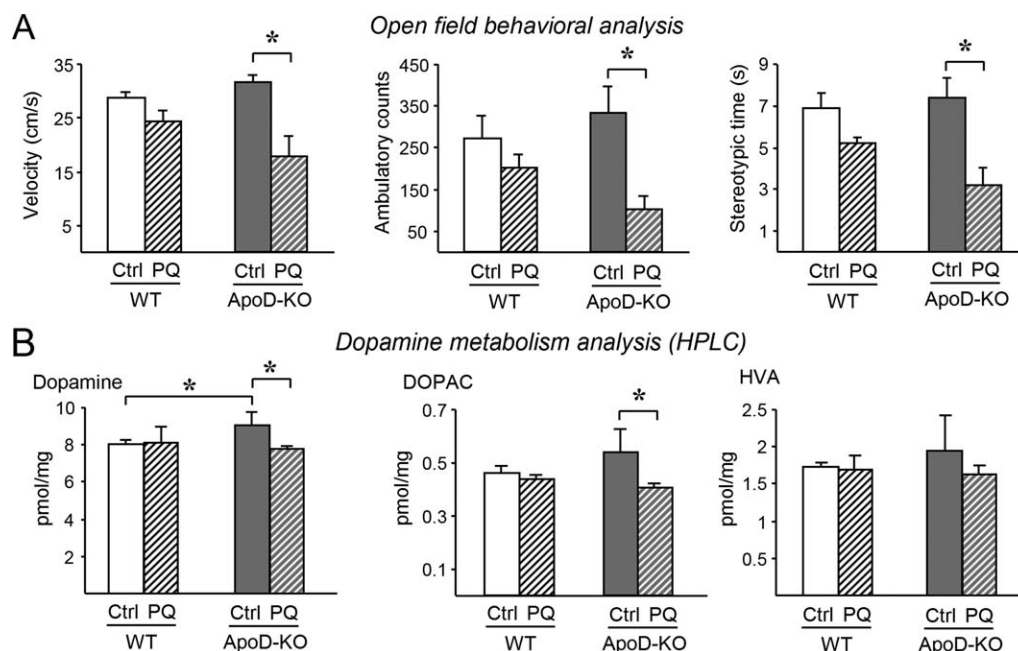 A
Open field behavioral analysis
Velocity (cm/s)
35
25
15
5
*
Ctrl PQ
WT
Ctrl PQ
ApoD-KO
Ambulatory counts
450
350
250
150
50
*
Ctrl PQ
WT
Ctrl PQ
ApoD-KO
Stereotypic time (s)
9
7
5
3
1
*
Ctrl PQ
WT
Ctrl PQ
ApoD-KO
B
Dopamine metabolism analysis (HPLC)
Dopamine
pmol/mg
10
8
6
4
2
*
*
Ctrl PQ
WT
Ctrl PQ
ApoD-KO
DOPAC
pmol/mg
0.7
0.5
0.3
0.1
*
Ctrl PQ
WT
Ctrl PQ
ApoD-KO
HVA
pmol/mg
2.5
2
1.5
1
0.5
Ctrl PQ
WT
Ctrl PQ
ApoD-KO